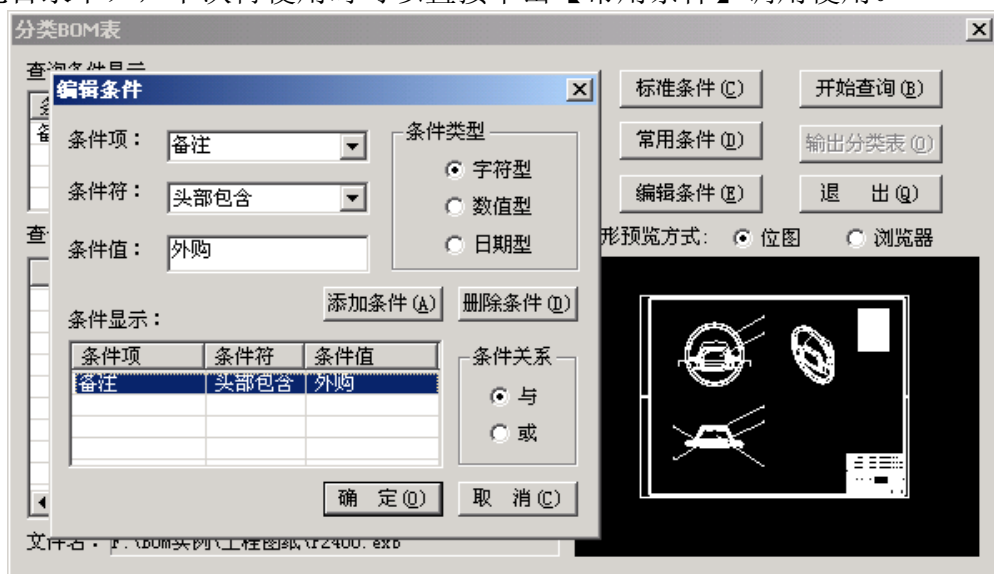 分类BOM表
编辑条件
条件项： 备注
条件符： 头部包含
条件值： 外购
条件类型
字符型
数值型
日期型
添加条件(A) 删除条件(D)
条件显示：
条件项 条件符 条件值
备注 头部包含 外购
条件关系
与
或
确 定(O) 取 消(C)
标准条件(C) 开始查询(B)
常用条件(D) 输出分类表(O)
编辑条件(E) 退 出(Q)
形预览方式: 位图 浏览器